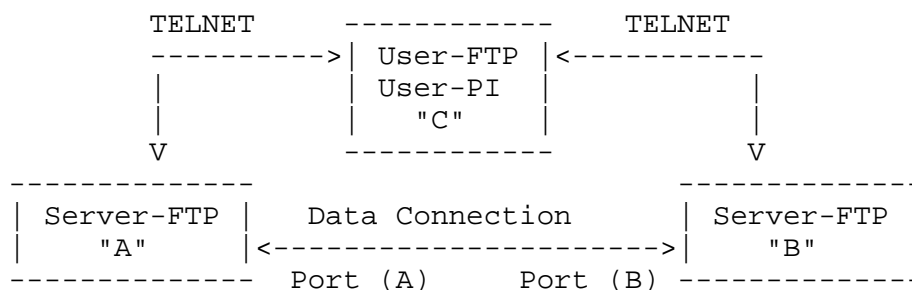 TELNET TELNET
User-FTP
User-PI
"C"
Server-FTP Data Connection Server-FTP
"A" "B"
Port (A) Port (B)